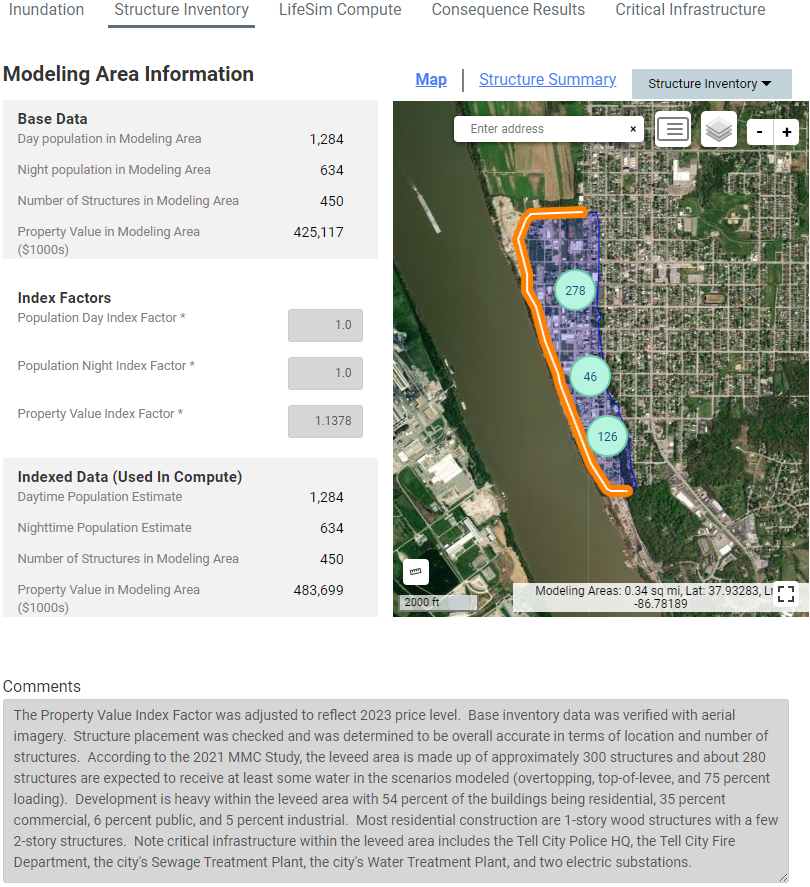 Inundation Structure Inventory LifeSim Compute Consequence Results Critical Infrastructure
Modeling Area Information
Map | Structure Summary Structure Inventory
Base Data
Day population in Modeling Area 1,284
Night population in Modeling Area 634
Number of Structures in Modeling Area 450
Property Value in Modeling Area 425,117
($1000s)
Index Factors
Population Day Index Factor * 1.0
Population Night Index Factor * 1.0
Property Value Index Factor * 1.1378
Indexed Data (Used In Compute)
Daytime Population Estimate 1,284
Nighttime Population Estimate 634
Number of Structures in Modeling Area 450
Property Value in Modeling Area 483,699
($1000s)
Enter address × - +
278
46
126
2000 ft
Modeling Areas: 0.34 sq mi, Lat: 37.93283, Ln
-86.78189
Comments
The Property Value Index Factor was adjusted to reflect 2023 price level. Base inventory data was verified with aerial
imagery. Structure placement was checked and was determined to be overall accurate in terms of location and number of
structures. According to the 2021 MMC Study, the leveed area is made up of approximately 300 structures and about 280
structures are expected to receive at least some water in the scenarios modeled (overtopping, top-of-levee, and 75 percent
loading). Development is heavy within the leveed area with 54 percent of the buildings being residential, 35 percent
commercial, 6 percent public, and 5 percent industrial. Most residential construction are 1-story wood structures with a few
2-story structures. Note critical infrastructure within the leveed area includes the Tell City Police HQ, the Tell City Fire
Department, the city's Sewage Treatment Plant, the city's Water Treatment Plant, and two electric substations.